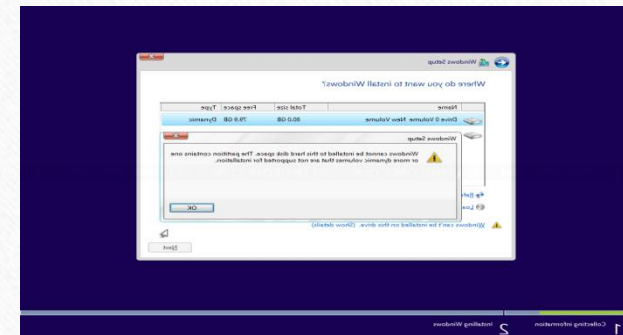 Windows Setup
Where do you want to install Windows?
Name Total size Free space Type
Drive 0 Volume New Volume 80.0 GB 79.9 GB Dynamic
Windows Setup
Windows cannot be installed to this hard disk space. The partition contains one
or more dynamic volumes that are not supported for installation.
OK
Windows can't be installed on this drive. (Show details)
Next
1 Collecting information 2 Installing Windows